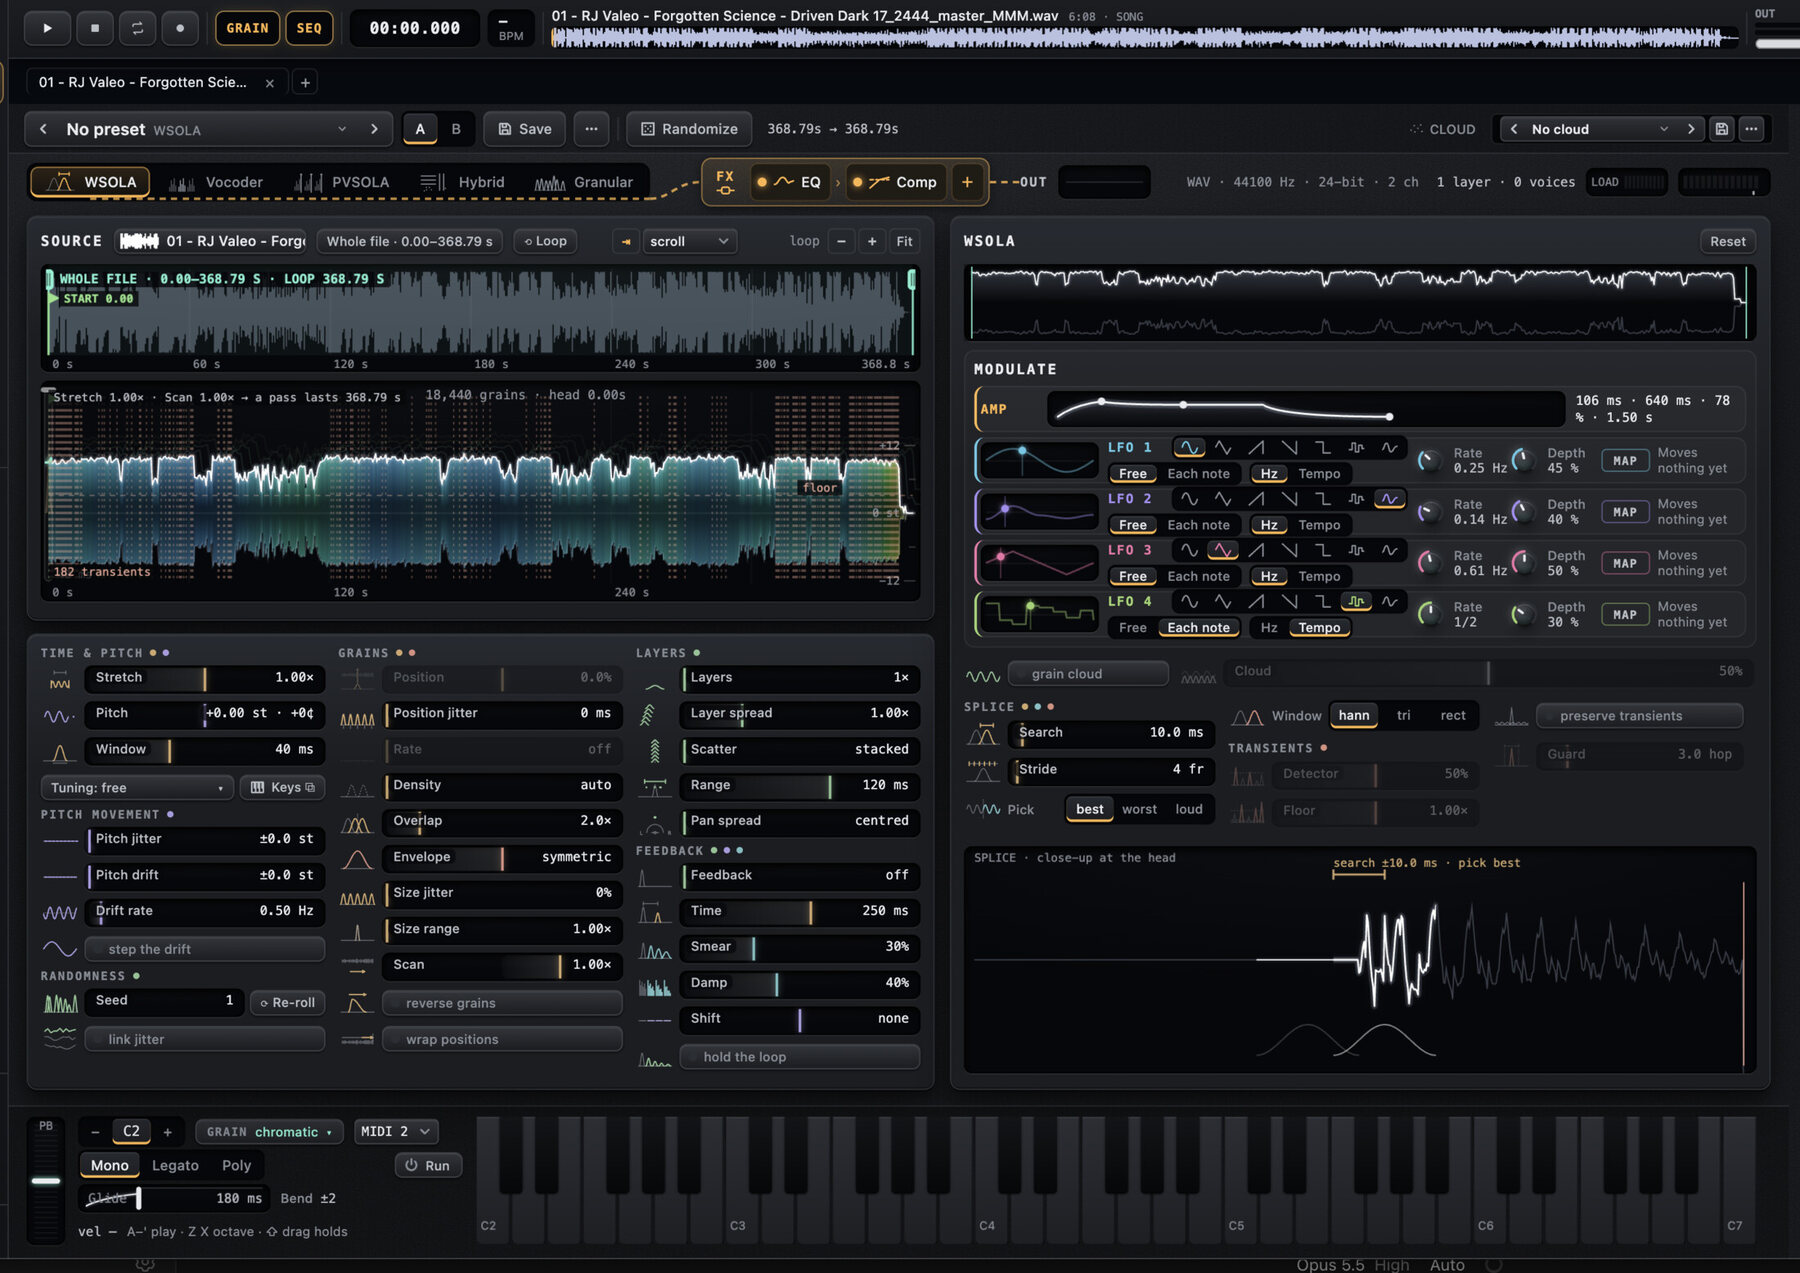 GRAIN SEQ 00:00.000 – BPM
01 - RJ Valeo - Forgotten Science - Driven Dark 17_2444_master_MMM.wav 6:08 · SONG
OUT
01 - RJ Valeo - Forgotten Scie... × +
No preset WSOLA A B Save ··· Randomize 368.79s → 368.79s CLOUD No cloud ···
WSOLA Vocoder PVSOLA Hybrid Granular FX EQ › Comp + OUT WAV · 44100 Hz · 24-bit · 2 ch 1 layer · 0 voices LOAD
SOURCE 01 - RJ Valeo - Forg Whole file · 0.00–368.79 s Loop scroll loop − + Fit
WHOLE FILE · 0.00–368.79 S · LOOP 368.79 S
START 0.00
0 s 60 s 120 s 180 s 240 s 300 s 368.8 s
Stretch 1.00× · Scan 1.00× → a pass lasts 368.79 s 18,440 grains · head 0.00s
+12
floor
0 st
−12
182 transients
0 s 120 s 240 s
WSOLA Reset
MODULATE
AMP 106 ms · 640 ms · 78
% · 1.50 s
LFO 1 Free Each note Hz Tempo Rate 0.25 Hz Depth 45 % MAP Moves nothing yet
LFO 2 Free Each note Hz Tempo Rate 0.14 Hz Depth 40 % MAP Moves nothing yet
LFO 3 Free Each note Hz Tempo Rate 0.61 Hz Depth 50 % MAP Moves nothing yet
LFO 4 Free Each note Hz Tempo Rate 1/2 Depth 30 % MAP Moves nothing yet
TIME & PITCH
Stretch 1.00×
Pitch +0.00 st · +0¢
Window 40 ms
Tuning: free Keys
PITCH MOVEMENT
Pitch jitter ±0.0 st
Pitch drift ±0.0 st
Drift rate 0.50 Hz
step the drift
RANDOMNESS
Seed 1 Re-roll
link jitter
GRAINS
Position 0.0%
Position jitter 0 ms
Rate off
Density auto
Overlap 2.0×
Envelope symmetric
Size jitter 0%
Size range 1.00×
Scan 1.00×
reverse grains
wrap positions
LAYERS
Layers 1×
Layer spread 1.00×
Scatter stacked
Range 120 ms
Pan spread centred
FEEDBACK
Feedback off
Time 250 ms
Smear 30%
Damp 40%
Shift none
hold the loop
grain cloud Cloud 50%
SPLICE
Search 10.0 ms
Stride 4 fr
Pick best worst loud
Window hann tri rect
TRANSIENTS
Detector 50%
Floor 1.00×
preserve transients
Guard 3.0 hop
SPLICE · close-up at the head
search ±10.0 ms · pick best
PB − C2 + GRAIN chromatic MIDI 2
Mono Legato Poly Run
Glide 180 ms Bend ±2
vel — A–' play · Z X octave · ⇧ drag holds
C2 C3 C4 C5 C6 C7
Opus 5.5 High Auto